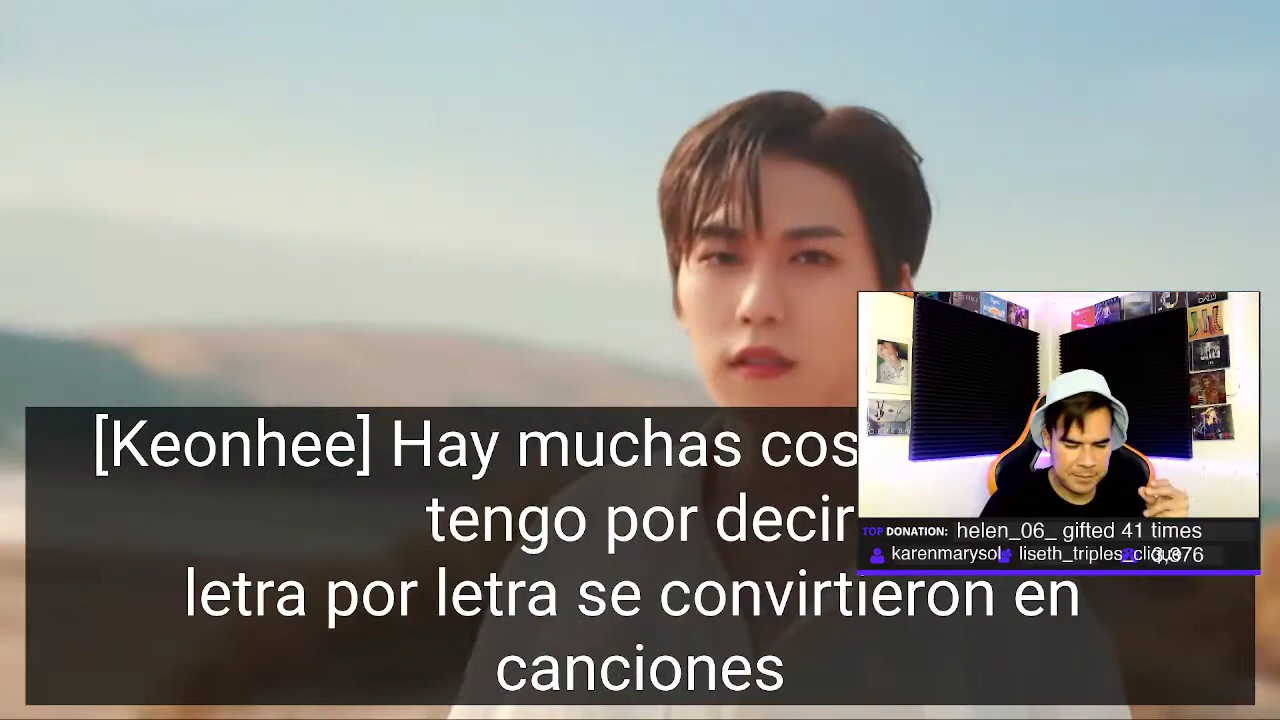 [Keonhee] Hay muchas cos
tengo por decir
letra por letra se convirtieron en
canciones
TOP DONATION: helen_06_ gifted 41 times
karenmarysol liseth_triples_clique